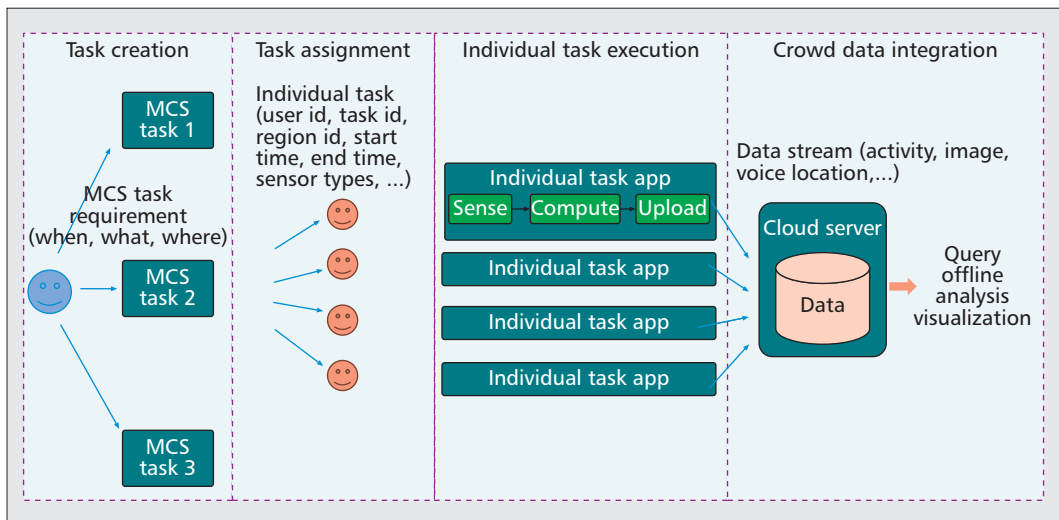 Task creation
Task assignment
Individual task execution
Crowd data integration
MCS
task 1
MCS task
requirement
(when, what, where)
MCS
task 2
MCS
task 3
Individual task
(user id, task id,
region id, start
time, end time,
sensor types, ...)
Individual task app
Sense
Compute
Upload
Individual task app
Individual task app
Individual task app
Data stream (activity, image,
voice location,...)
Cloud server
Data
Query
offline
analysis
visualization